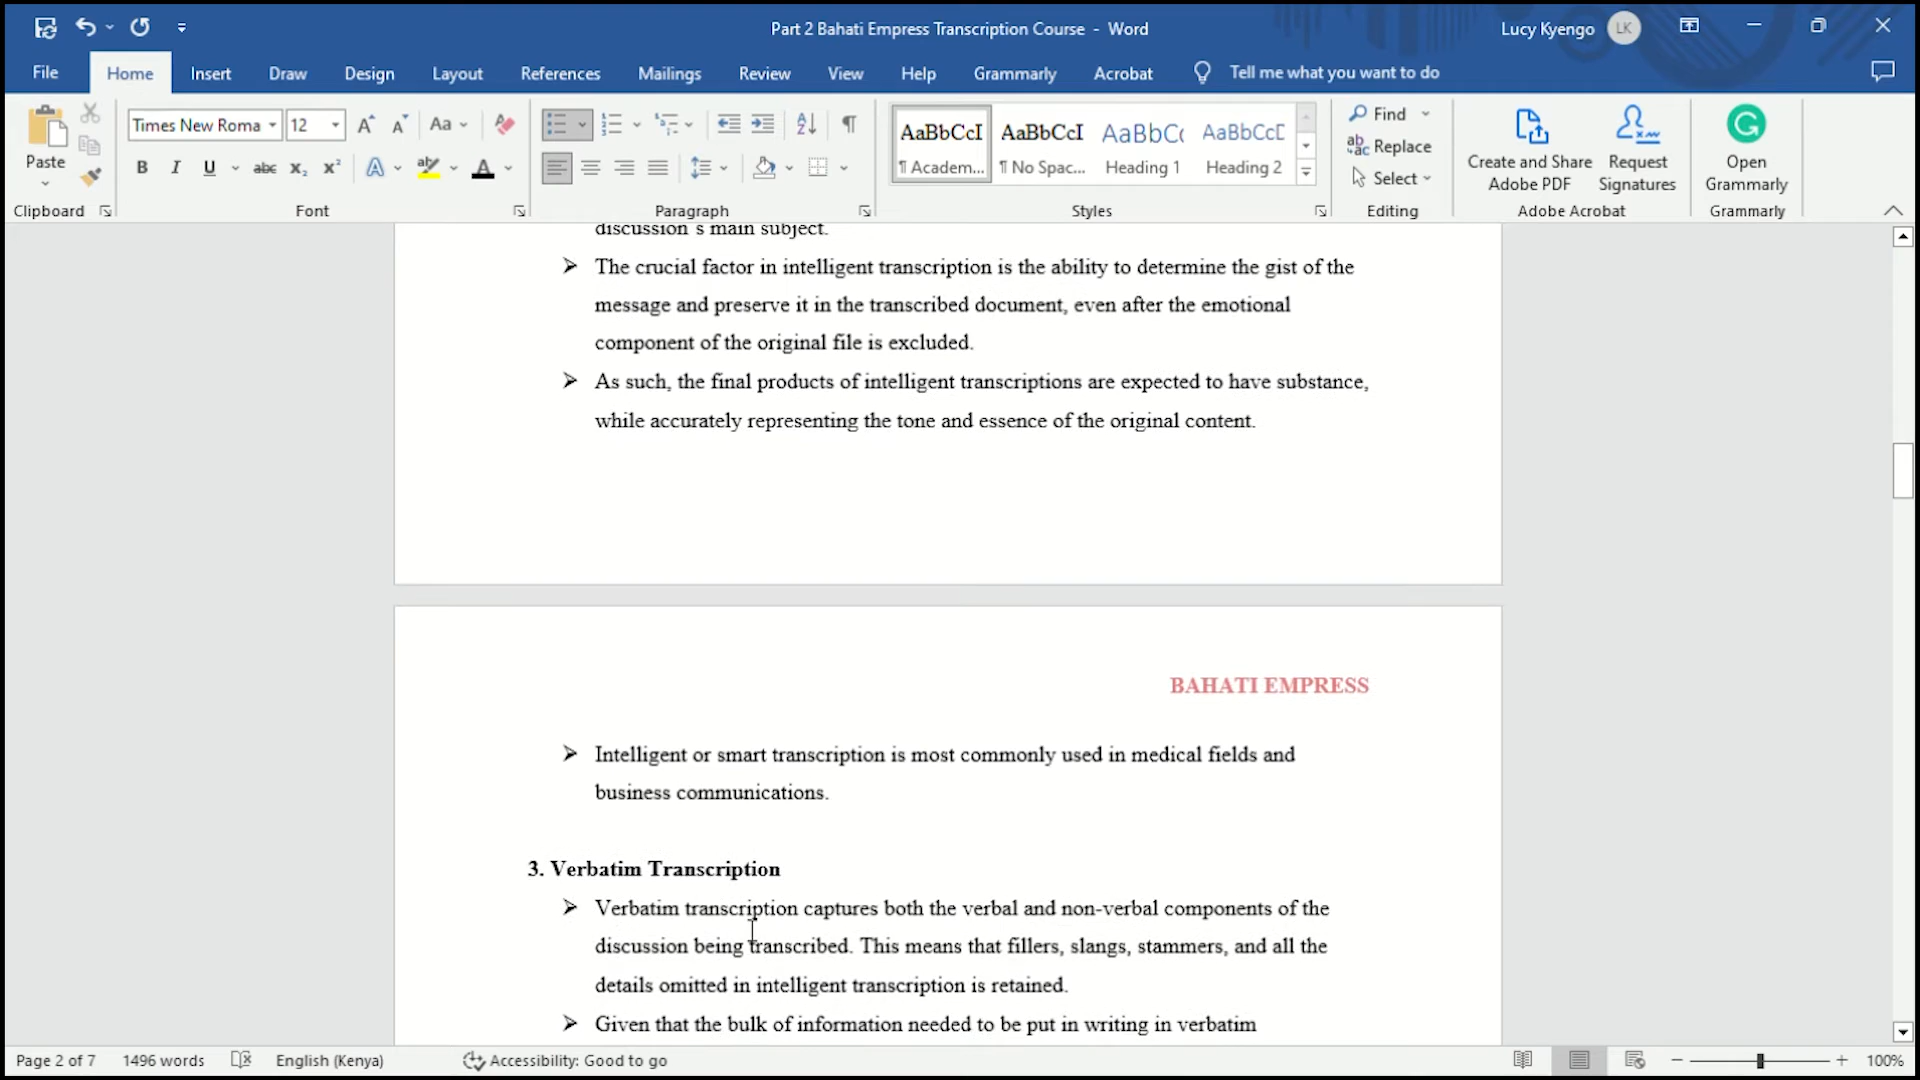 Part 2 Bahati Empress Transcription Course - Word
Lucy Kyengo
LK
File
Home
Insert
Draw
Design
Layout
References
Mailings
Review
View
Help
Grammarly
Acrobat
Tell me what you want to do
Paste
Clipboard
Times New Roma
12
Font
Paragraph
AaBbCcI
¶ Academ...
AaBbCcI
¶ No Spac...
AaBbC
Heading 1
AaBbCc
Heading 2
Styles
Find
Replace
Select
Editing
Create and Share
Adobe PDF
Request
Signatures
Adobe Acrobat
Open
Grammarly
Grammarly
discussion's main subject.
➤ The crucial factor in intelligent transcription is the ability to determine the gist of the
message and preserve it in the transcribed document, even after the emotional
component of the original file is excluded.
➤ As such, the final products of intelligent transcriptions are expected to have substance,
while accurately representing the tone and essence of the original content.
BAHATI EMPRESS
➤ Intelligent or smart transcription is most commonly used in medical fields and
business communications.
3. Verbatim Transcription
➤ Verbatim transcription captures both the verbal and non-verbal components of the
discussion being transcribed. This means that fillers, slangs, stammers, and all the
details omitted in intelligent transcription is retained.
➤ Given that the bulk of information needed to be put in writing in verbatim
Page 2 of 7
1496 words
English (Kenya)
Accessibility: Good to go
100%